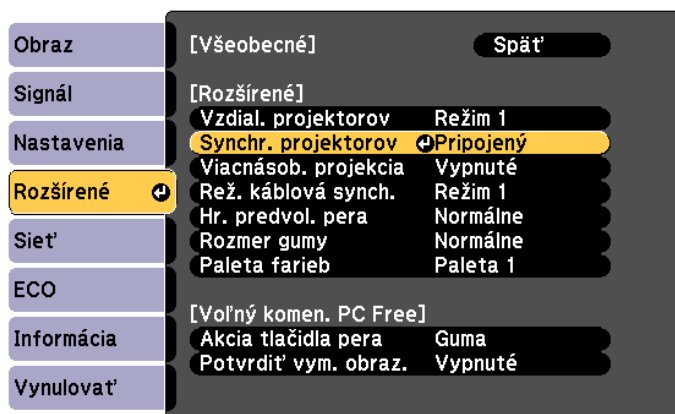 Obraz
Signál
Nastavenia
Rozšírené
Sieť
ECO
Informácia
Vynulovať
[Všeobecné] Späť
[Rozšírené]
Vzdial. projektorov Režim 1
Synchr. projektorov Pripojený
Viacnásob. projekcia Vypnuté
Rež. káblová synch. Režim 1
Hr. predvol. pera Normálne
Rozmer gumy Normálne
Paleta farieb Paleta 1
[Voľný komen. PC Free]
Akcia tlačidla pera Guma
Potvrdiť vym. obraz. Vypnuté